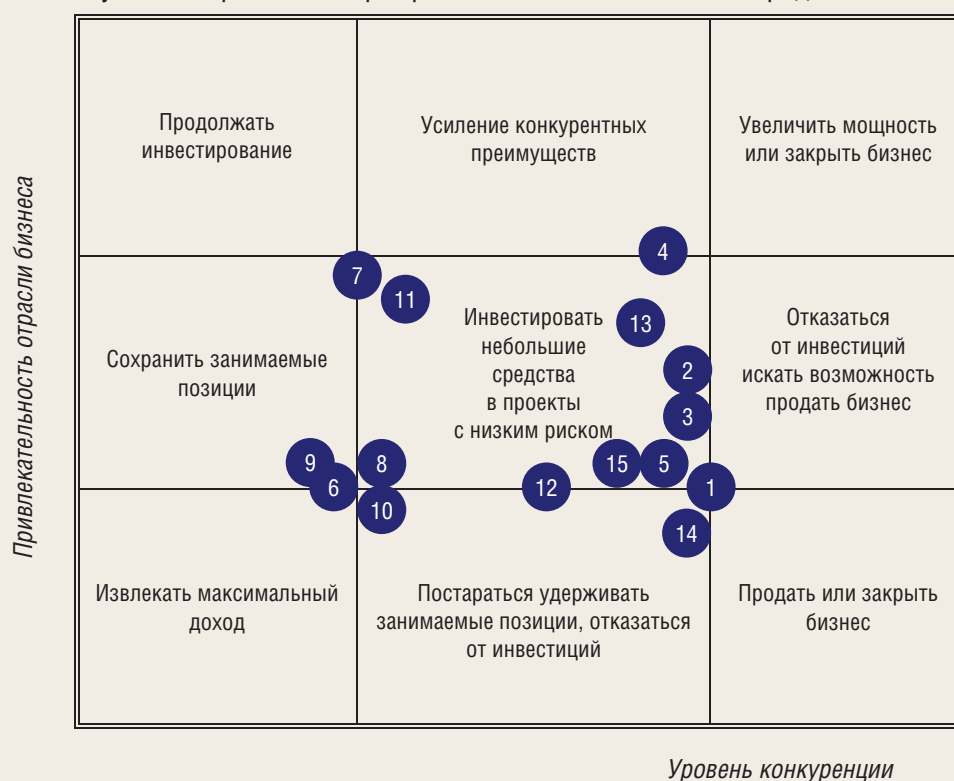 Продолжать
инвестирование
Усиление конкурентных
преимуществ
Увеличить мощность
или закрыть бизнес
Привлекательность отрасли бизнеса
4
7
11
13
Сохранить занимаемые
позиции
Инвестировать
небольшие
средства
в проекты
с низким риском
Отказаться
от инвестиций
искать возможность
продать бизнес
2
3
9
8
15
5
6
12
1
10
14
Извлекать максимальный
доход
Постараться удерживать
занимаемые позиции, отказаться
от инвестиций
Продать или закрыть
бизнес
Уровень конкуренции